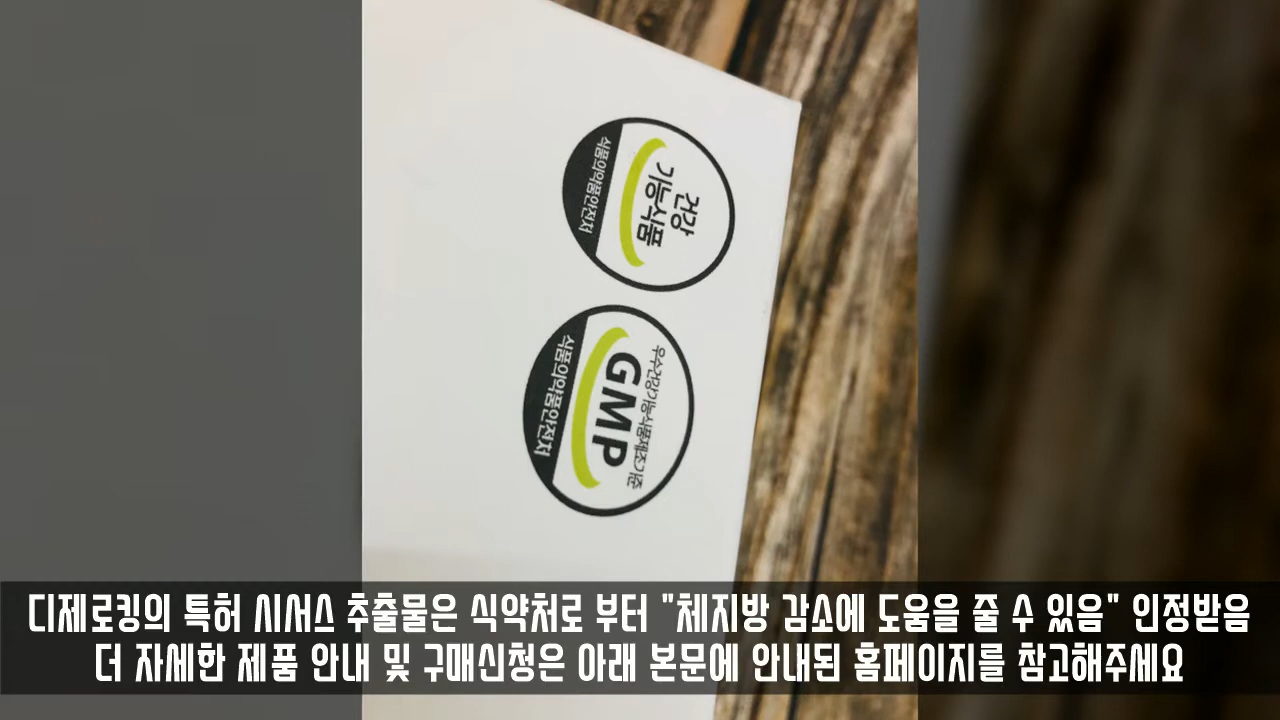 건강
기능식품
식품의약품안전처
우수건강기능식품제조기준
GMP
식품의약품안전처
디제로킹의 특허 시서스 추출물은 식약처로 부터 "체지방 감소에 도움을 줄 수 있음" 인정받음
더 자세한 제품 안내 및 구매신청은 아래 본문에 안내된 홈페이지를 참고해주세요